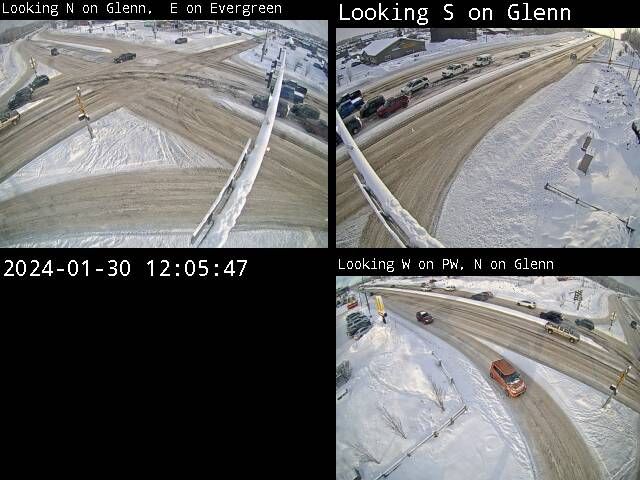 Looking N on Glenn, E on Evergreen
Looking S on Glenn
2024-01-30 12:05:47
Looking W on PW, N on Glenn